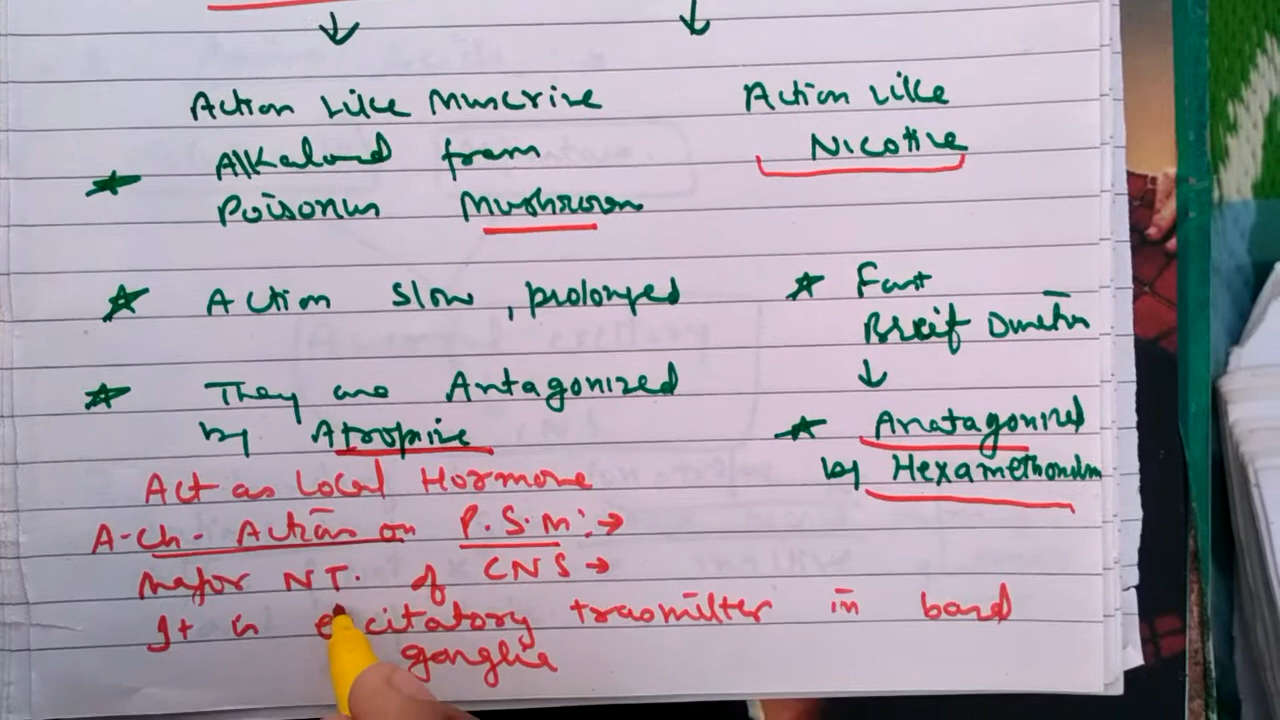 Action Like Muscrine
Alkaloid from
Poisonus Mushroom
Action slow, prolonged
They are Antagonized
by Atropine
Action Like
Nicotine
Fast
Breif Duration
Anatagonized
by Hexamethonium
Act as Local Hormone
A-ch- Action on P.S.M:→
Major NT. of CNS →
It is excitatory trasmitter in
ganglia